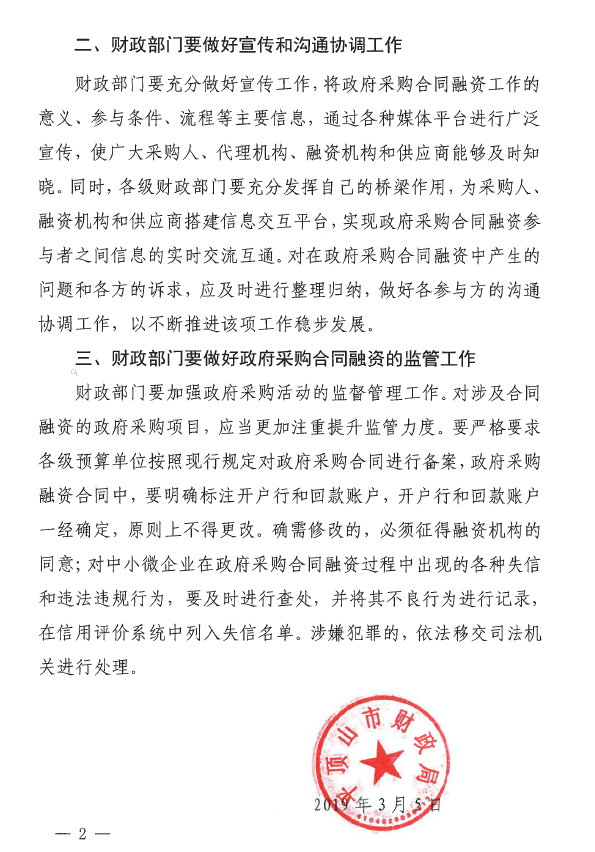 二、财政部门要做好宣传和沟通协调工作
财政部门要充分做好宣传工作，将政府采购合同融资工作的
意义、参与条件、流程等主要信息，通过各种媒体平台进行广泛
宣传，使广大采购人、代理机构、融资机构和供应商能够及时知
晓。同时，各级财政部门要充分发挥自己的桥梁作用，为采购人、
融资机构和供应商搭建信息交互平台，实现政府采购合同融资参
与者之间信息的实时交流互通。对在政府采购合同融资中产生的
问题和各方的诉求，应及时进行整理归纳，做好各参与方的沟通
协调工作，以不断推进该项工作稳步发展。
三、财政部门要做好政府采购合同融资的监管工作
财政部门要加强政府采购活动的监督管理工作。对涉及合同
融资的政府采购项目，应当更加注重提升监管力度。要严格要求
各级预算单位按照现行规定对政府采购合同进行备案，政府采购
融资合同中，要明确标注开户行和回款账户，开户行和回款账户
一经确定，原则上不得更改。确需修改的，必须征得融资机构的
同意；对中小微企业在政府采购合同融资过程中出现的各种失信
和违法违规行为，要及时进行查处，并将其不良行为进行记录，
在信用评价系统中列入失信名单。涉嫌犯罪的，依法移交司法机
关进行处理。
平顶山市财政局
2019年3月5日
— 2 —